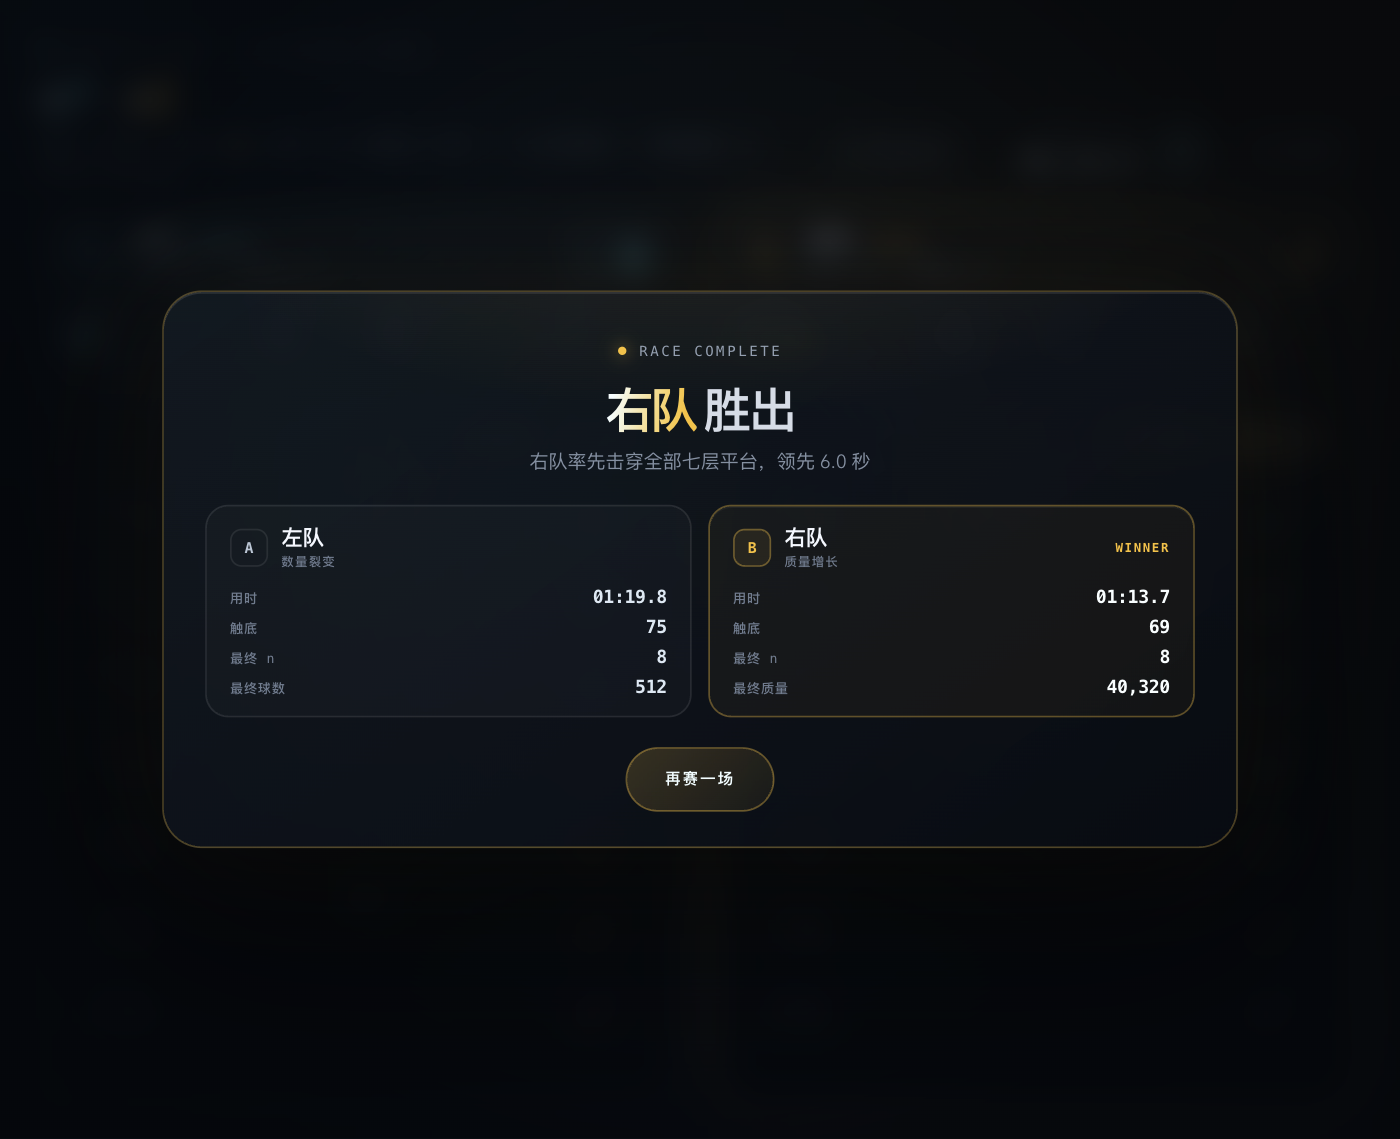 RACE COMPLETE
右队胜出
右队率先击穿全部七层平台，领先 6.0 秒
A
左队
数量裂变
用时 01:19.8
触底 75
最终 n 8
最终球数 512
B
右队
质量增长
WINNER
用时 01:13.7
触底 69
最终 n 8
最终质量 40,320
再赛一场